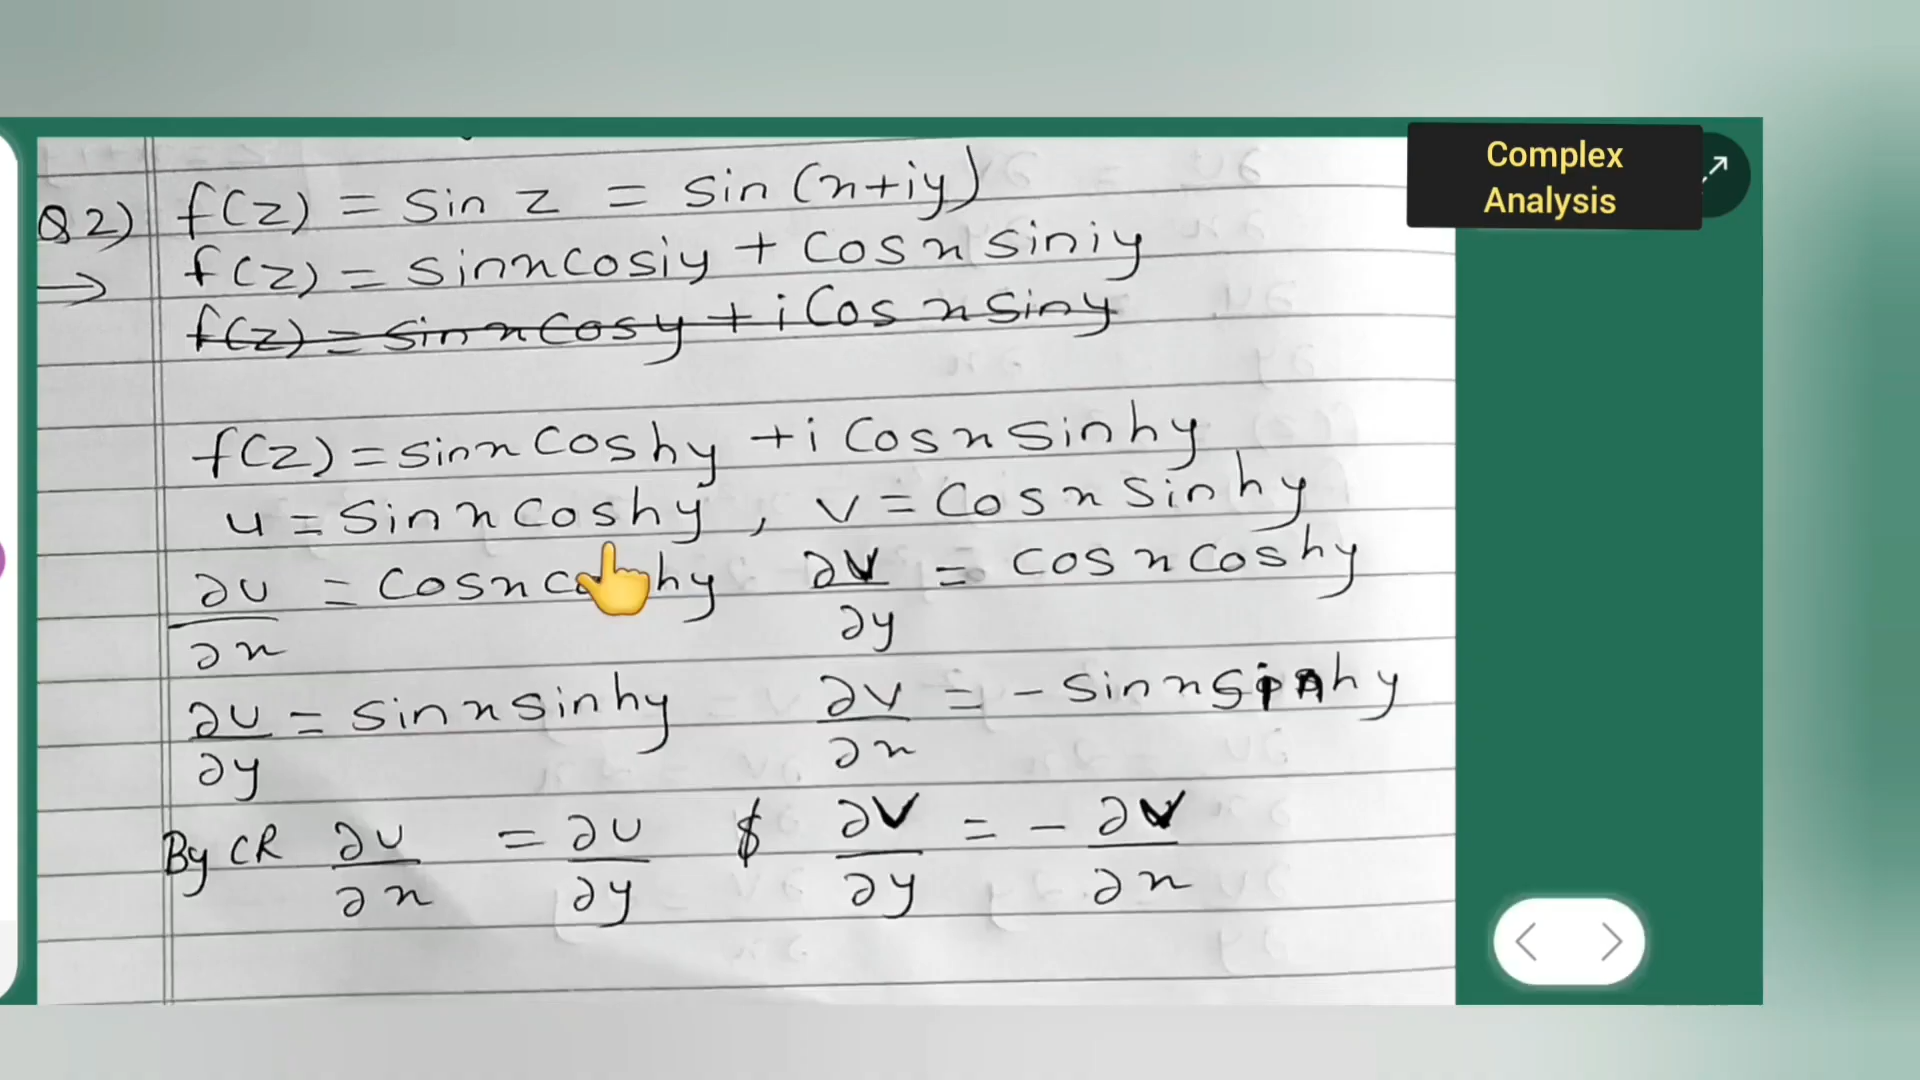 Complex
Analysis
Q2) f(z) = sin z = sin (x+iy)
→ f(z) = sinx cosiy + cosx siniy
f(z) = sinx cosy + i cosx siny
f(z) = sinx coshy + i cosx sinhy
u = sinx coshy , v = cosx sinhy
∂u/∂x = cosx coshy ∂v/∂y = cosx coshy
∂u/∂y = sinx sinhy ∂v/∂x = - sinx sinhy
By CR ∂u/∂x = ∂u/∂y $ ∂v/∂y = - ∂v/∂x